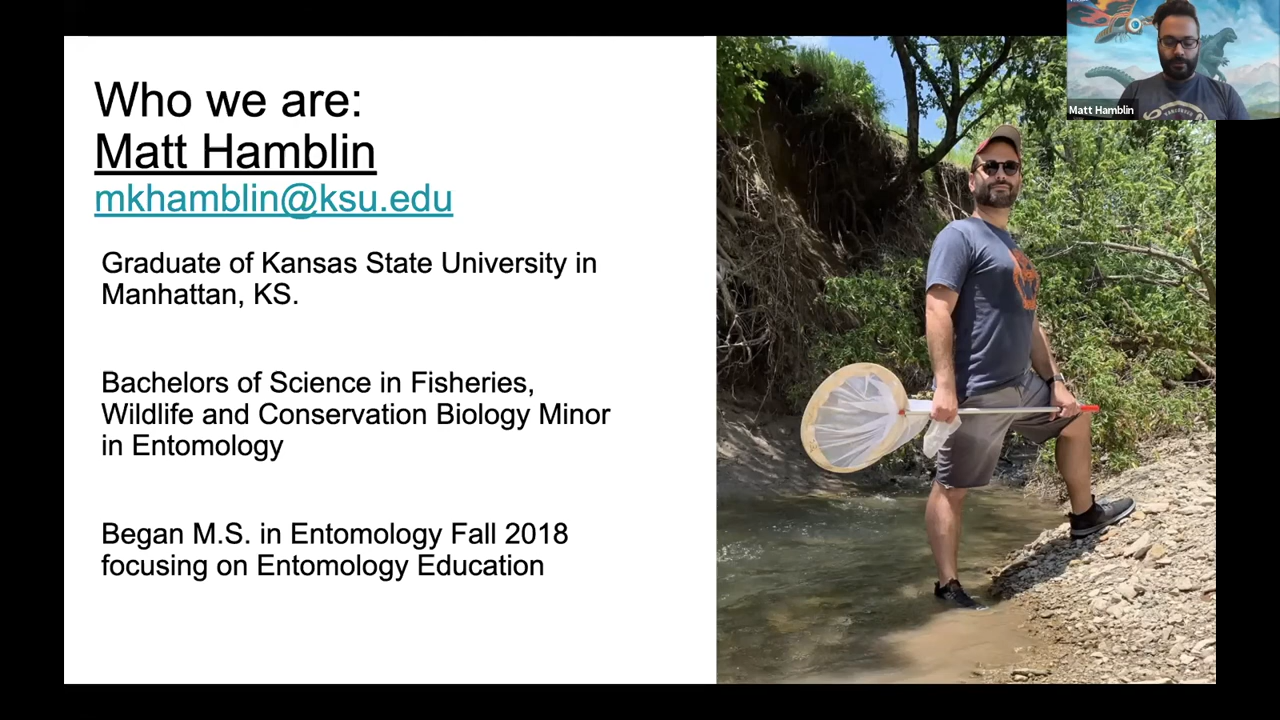 Who we are:
Matt Hamblin
mkhamblin@ksu.edu
Graduate of Kansas State University in
Manhattan, KS.
Bachelors of Science in Fisheries,
Wildlife and Conservation Biology Minor
in Entomology
Began M.S. in Entomology Fall 2018
focusing on Entomology Education
Matt Hamblin